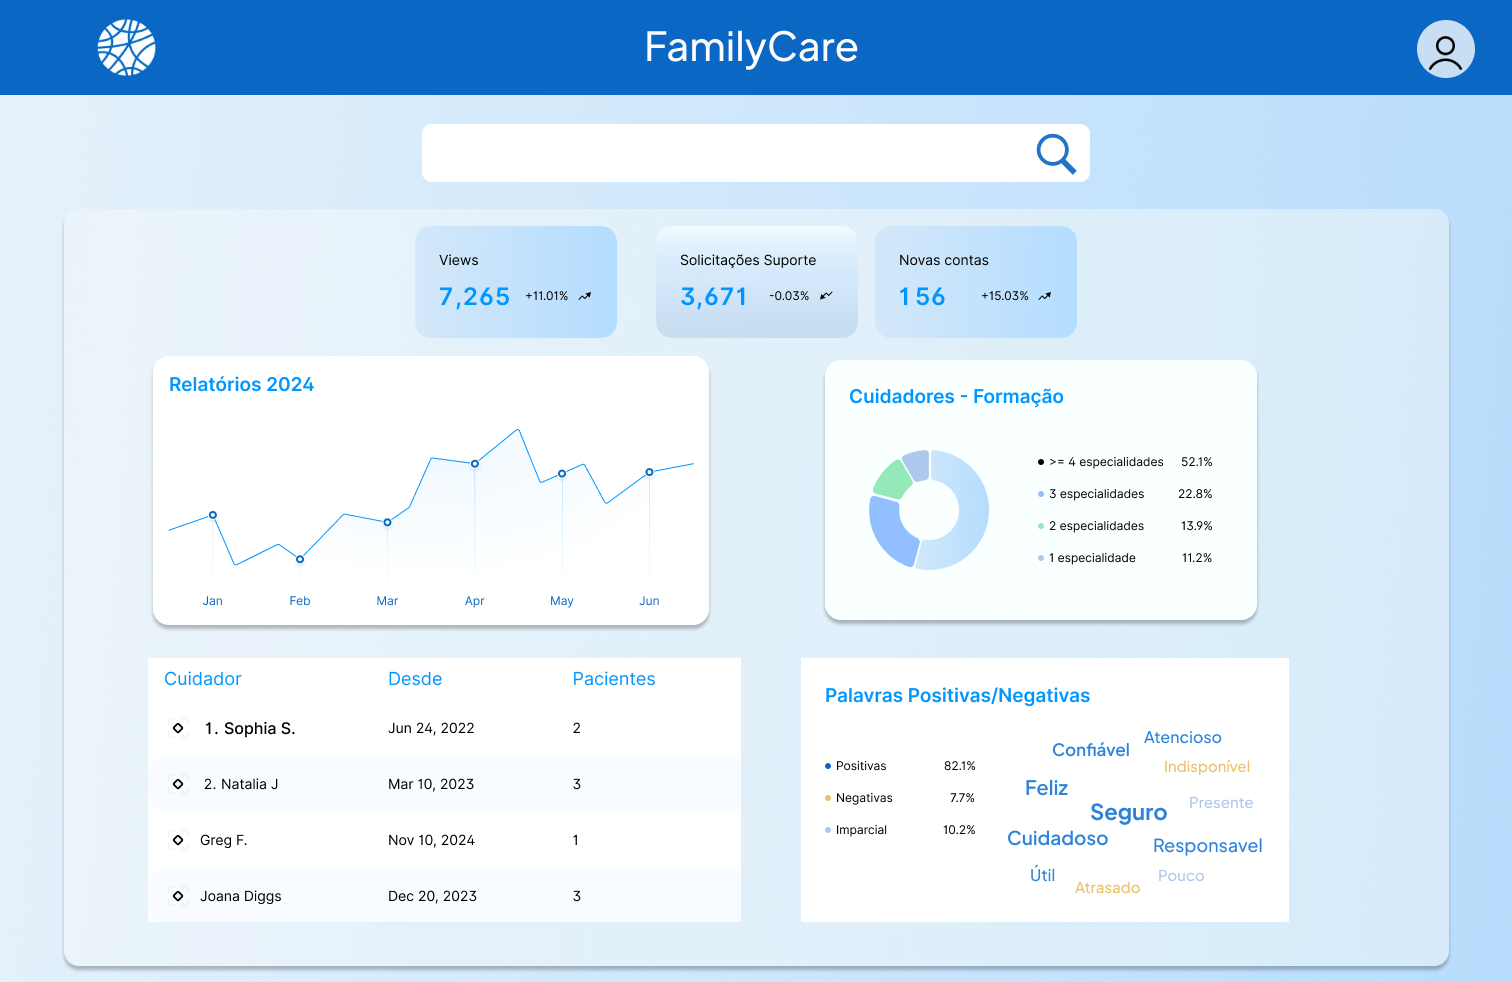 FamilyCare
Views
7,265 +11.01%
Solicitações Suporte
3,671 -0.03%
Novas contas
156 +15.03%
Relatórios 2024
Jan Feb Mar Apr May Jun
Cuidadores - Formação
>= 4 especialidades 52.1%
3 especialidades 22.8%
2 especialidades 13.9%
1 especialidade 11.2%
Cuidador Desde Pacientes
1. Sophia S. Jun 24, 2022 2
2. Natalia J Mar 10, 2023 3
Greg F. Nov 10, 2024 1
Joana Diggs Dec 20, 2023 3
Palavras Positivas/Negativas
Positivas 82.1%
Negativas 7.7%
Imparcial 10.2%
Atencioso
Confiável
Indisponível
Feliz
Presente
Seguro
Cuidadoso
Responsavel
Útil
Pouco
Atrasado